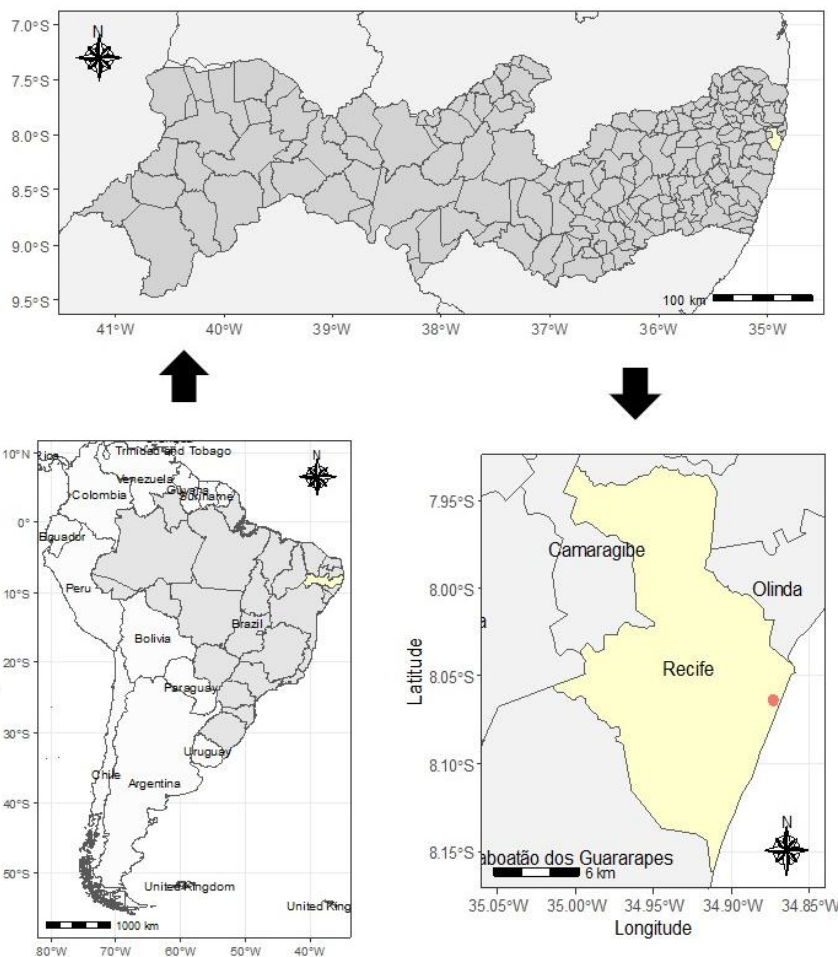 7.0°S
N
7.5°S
8.0°S
8.5°S
9.0°S
9.5°S
100 km
41°W 40°W 39°W 38°W 37°W 36°W 35°W
10°N
Trinidad and Tobago
N
Venezuela
Guyana
Suriname
Colombia
0°
Ecuador
Peru
10°S
Brazil
Bolivia
20°S
Paraguay
30°S
Uruguay
Chile
Argentina
40°S
50°S
United Kingdom
United King
1000 km
80°W 70°W 60°W 50°W 40°W
7.95°S
Camaragibe
8.00°S
Olinda
a
Recife
8.05°S
Latitude
8.10°S
N
8.15°S
aboatão dos Guararapes
6 km
35.05°W 35.00°W 34.95°W 34.90°W 34.85°W
Longitude